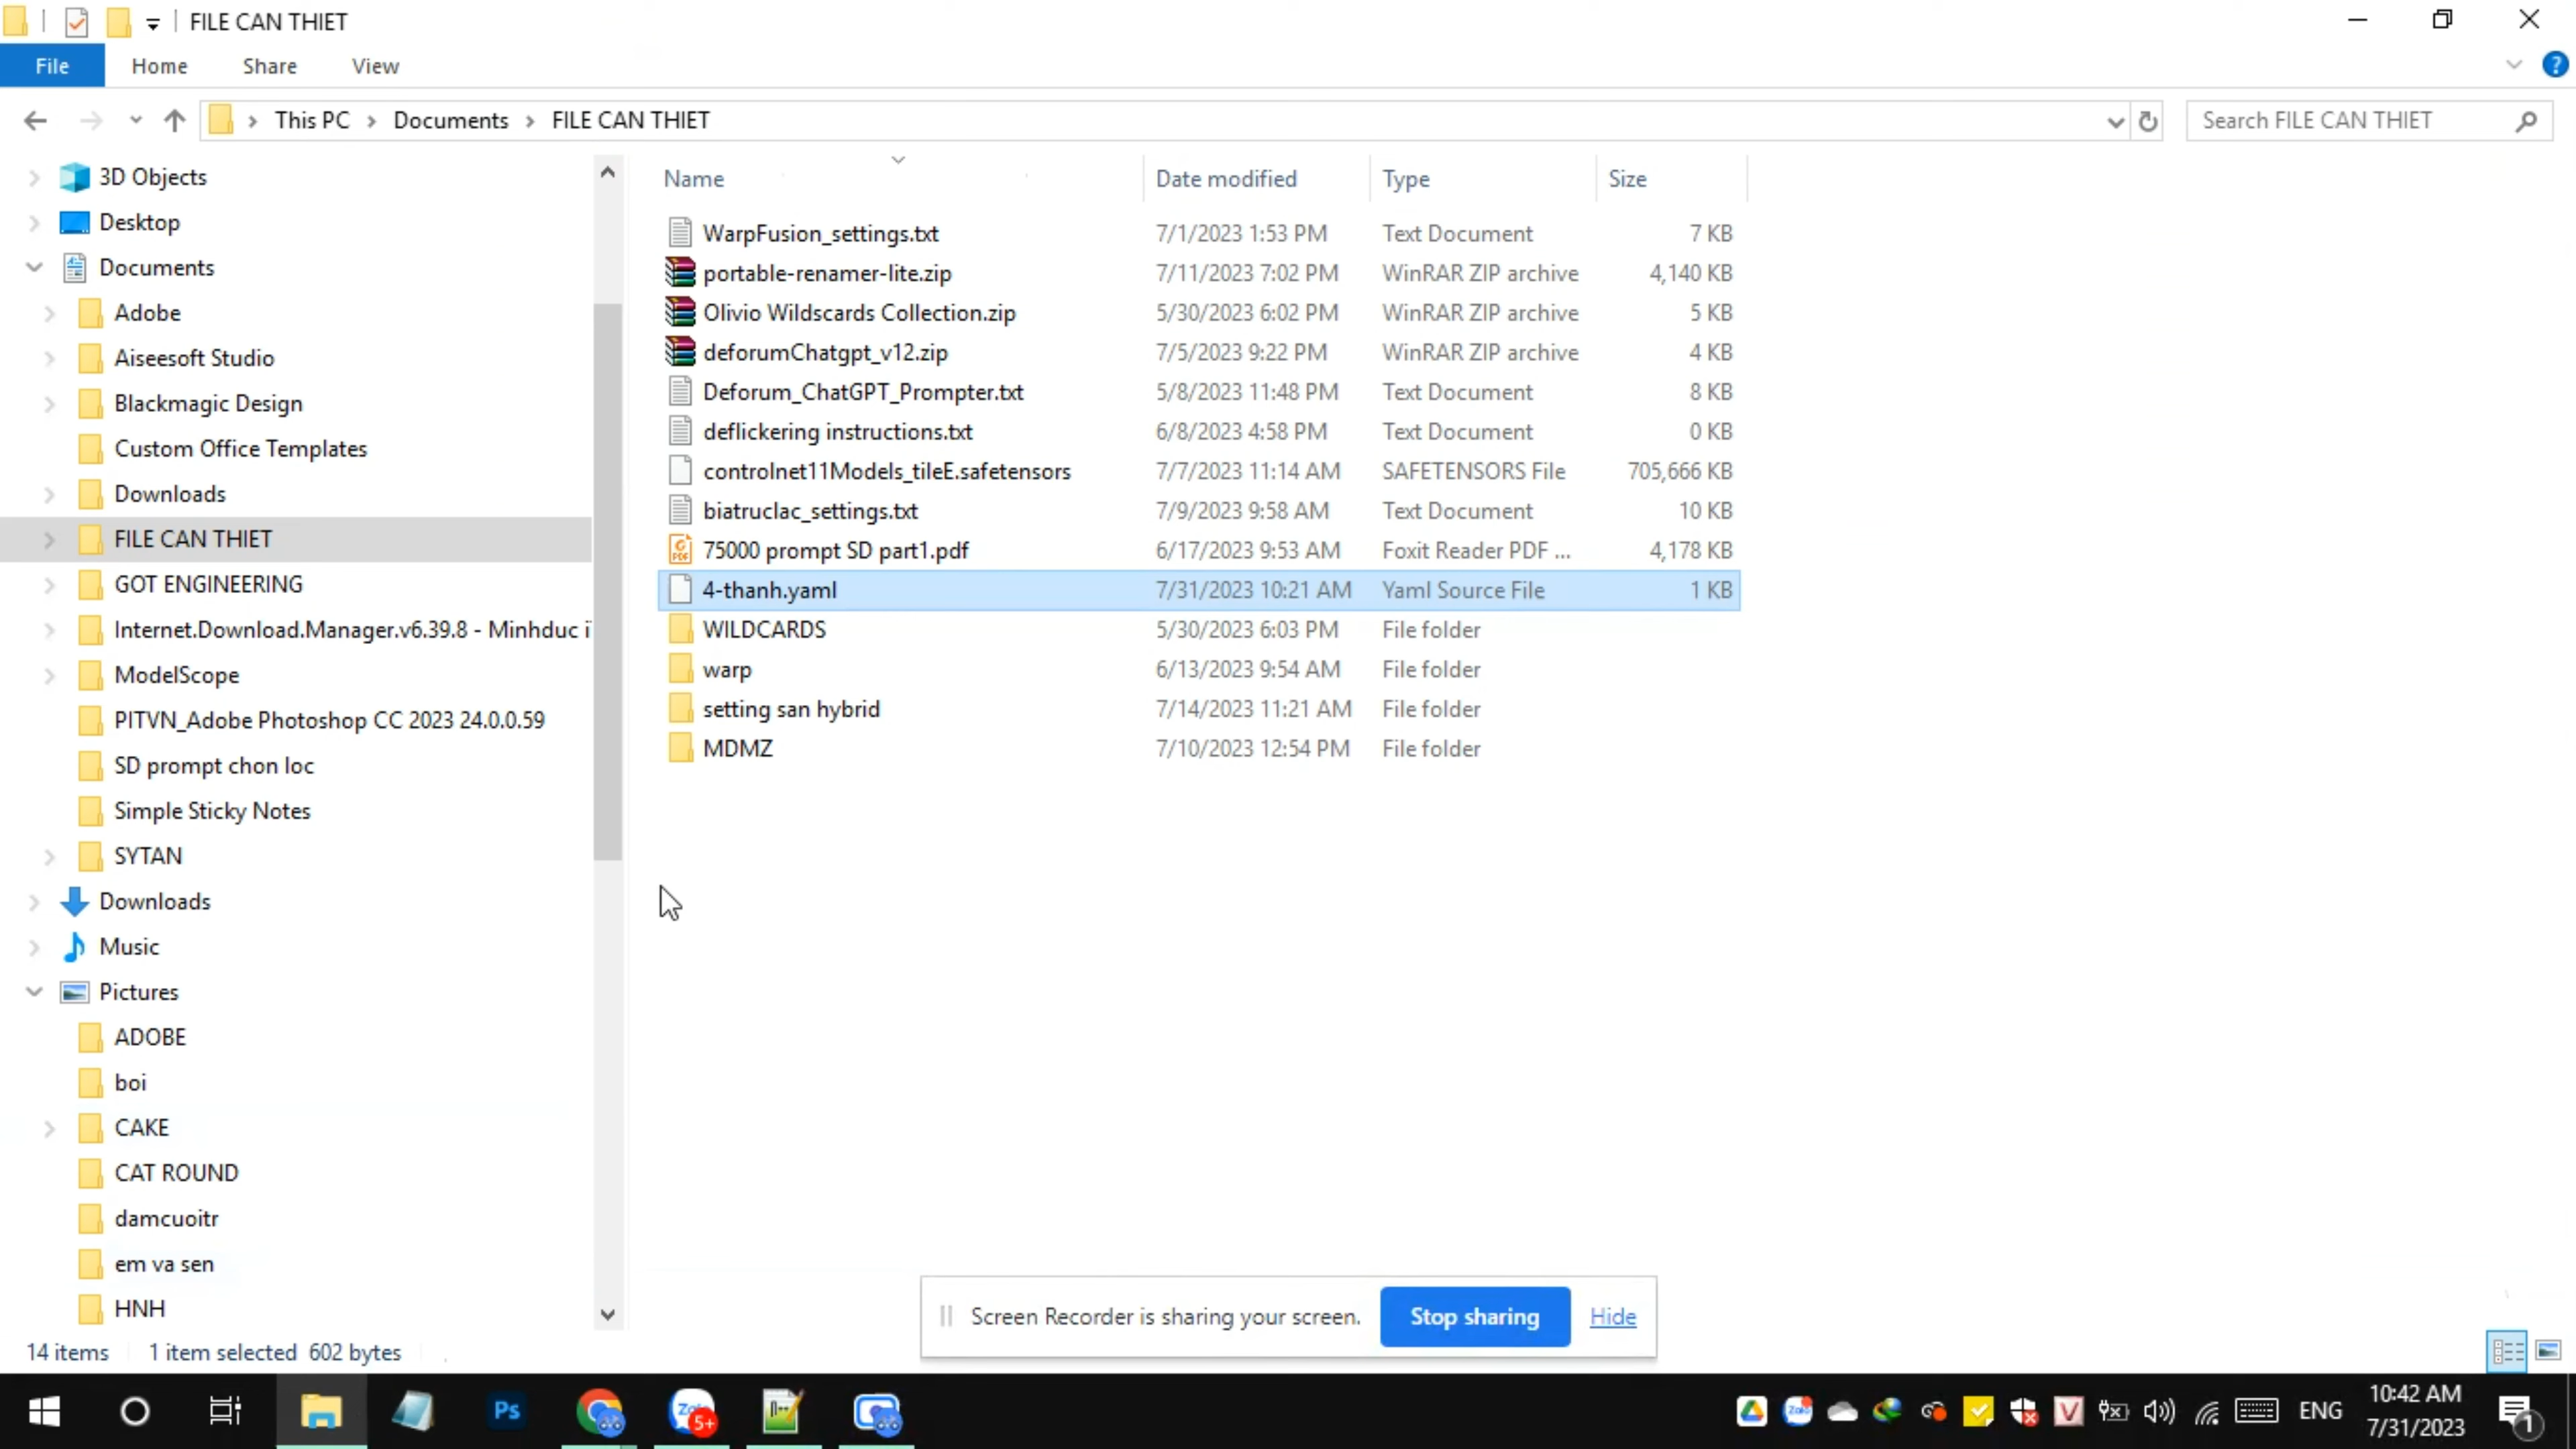 FILE CAN THIET
File Home Share View
This PC Documents FILE CAN THIET
Search FILE CAN THIET
3D Objects
Desktop
Documents
Adobe
Aiseesoft Studio
Blackmagic Design
Custom Office Templates
Downloads
FILE CAN THIET
GOT ENGINEERING
Internet.Download.Manager.v6.39.8 - Minhduc
ModelScope
PITVN_Adobe Photoshop CC 2023 24.0.0.59
SD prompt chon loc
Simple Sticky Notes
SYTAN
Downloads
Music
Pictures
ADOBE
boi
CAKE
CAT ROUND
damcuoitr
em va sen
HNH
Name Date modified Type Size
WarpFusion_settings.txt 7/1/2023 1:53 PM Text Document 7 KB
portable-renamer-lite.zip 7/11/2023 7:02 PM WinRAR ZIP archive 4,140 KB
Olivio Wildscards Collection.zip 5/30/2023 6:02 PM WinRAR ZIP archive 5 KB
deforumChatgpt_v12.zip 7/5/2023 9:22 PM WinRAR ZIP archive 4 KB
Deforum_ChatGPT_Prompter.txt 5/8/2023 11:48 PM Text Document 8 KB
deflickering instructions.txt 6/8/2023 4:58 PM Text Document 0 KB
controlnet11Models_tileE.safetensors 7/7/2023 11:14 AM SAFETENSORS File 705,666 KB
biatruclac_settings.txt 7/9/2023 9:58 AM Text Document 10 KB
75000 prompt SD part1.pdf 6/17/2023 9:53 AM Foxit Reader PDF ... 4,178 KB
4-thanh.yaml 7/31/2023 10:21 AM Yaml Source File 1 KB
WILDCARDS 5/30/2023 6:03 PM File folder
warp 6/13/2023 9:54 AM File folder
setting san hybrid 7/14/2023 11:21 AM File folder
MDMZ 7/10/2023 12:54 PM File folder
Screen Recorder is sharing your screen. Stop sharing Hide
14 items 1 item selected 602 bytes
Ps
5+
ENG
10:42 AM
7/31/2023
1